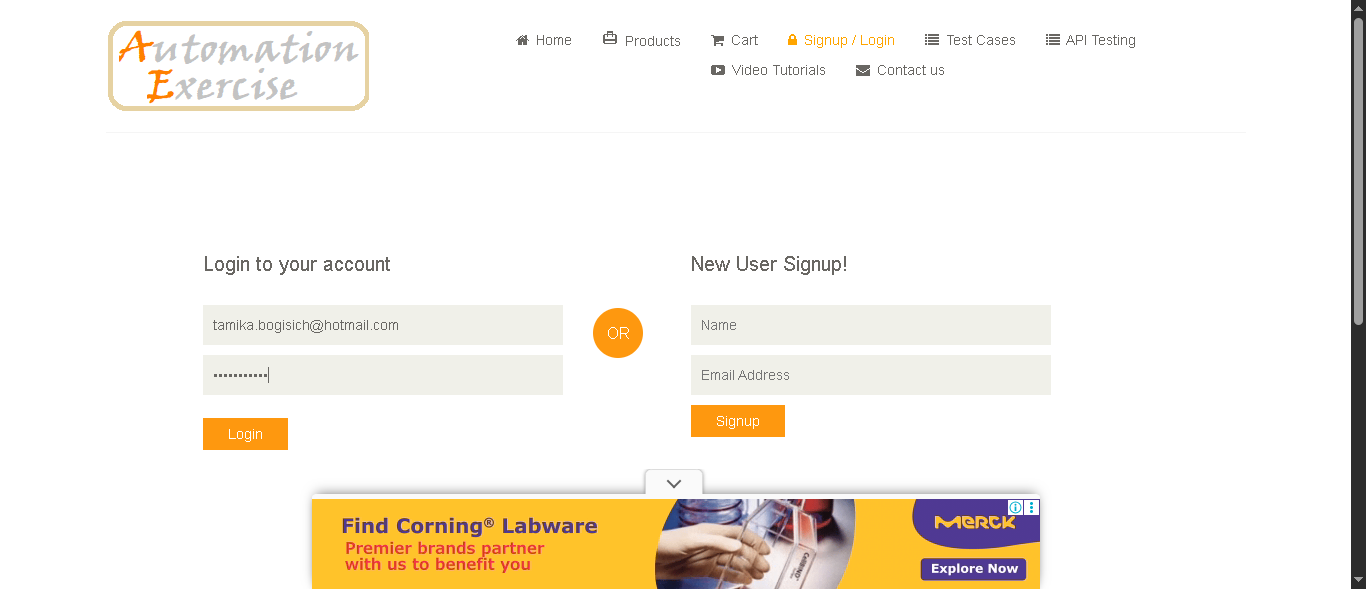 Automation
Exercise
Home
Products
Cart
Signup / Login
Test Cases
API Testing
Video Tutorials
Contact us
Login to your account
New User Signup!
tamika.bogisich@hotmail.com
OR
Name
•••••••••••
Email Address
Login
Signup
Find Corning® Labware
Premier brands partner
with us to benefit you
CORNING
MERCK
Explore Now